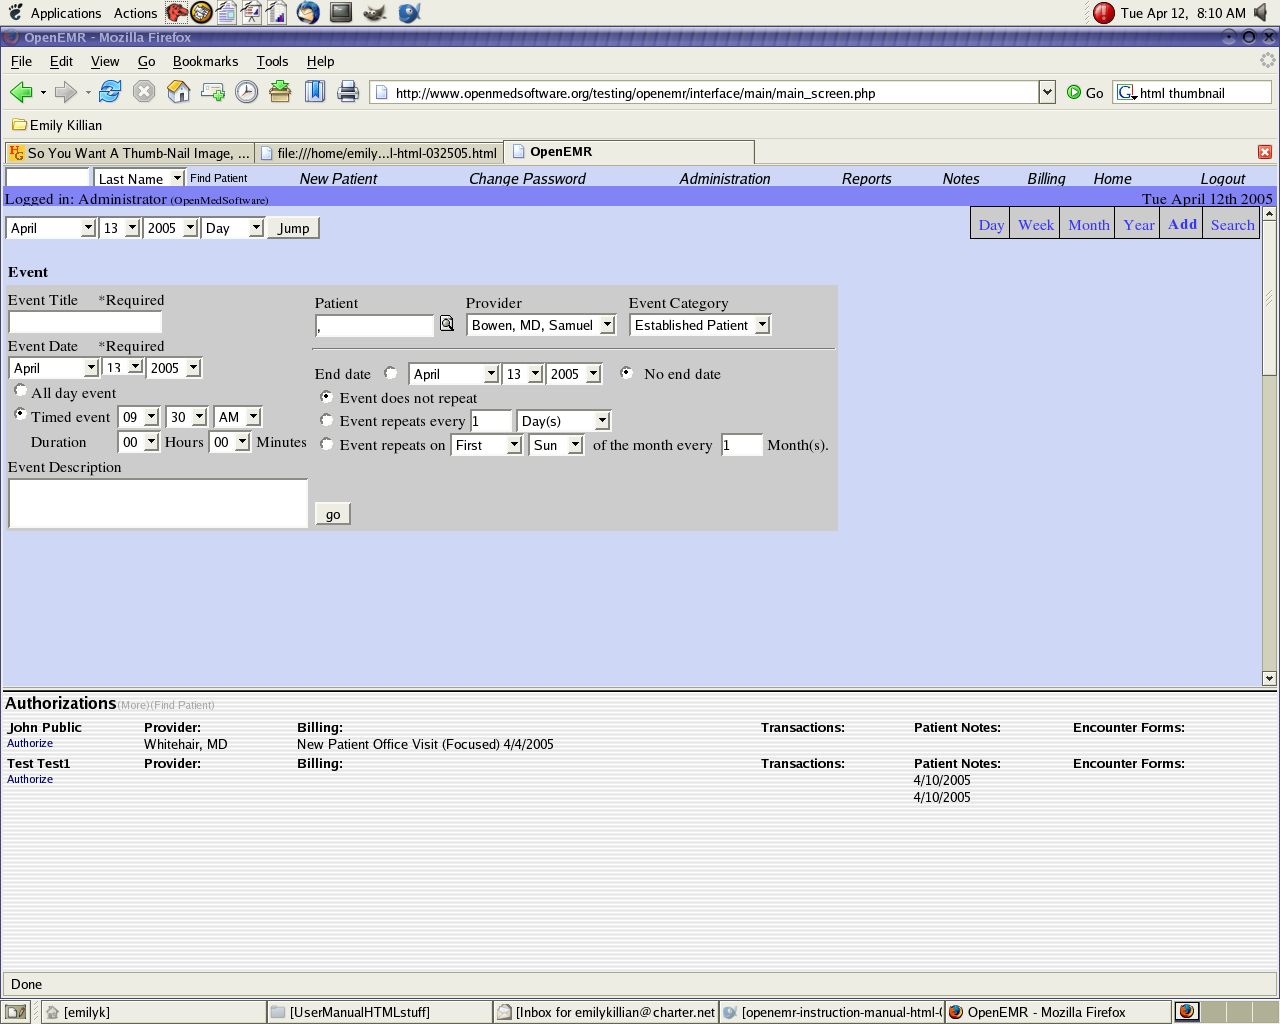 Applications Actions Tue Apr 12, 8:10 AM
OpenEMR - Mozilla Firefox
File Edit View Go Bookmarks Tools Help
http://www.openmedsoftware.org/testing/openemr/interface/main/main_screen.php Go G html thumbnail
Emily Killian
So You Want A Thumb-Nail Image, ... file:///home/emily...l-html-032505.html OpenEMR
Last Name Find Patient New Patient Change Password Administration Reports Notes Billing Home Logout
Logged in: Administrator (OpenMedSoftware) Tue April 12th 2005
April 13 2005 Day Jump Day Week Month Year Add Search
Event
Event Title *Required Patient Provider Event Category
, Bowen, MD, Samuel Established Patient
Event Date *Required
April 13 2005 End date April 13 2005 No end date
All day event Event does not repeat
Timed event 09 30 AM Event repeats every 1 Day(s)
Duration 00 Hours 00 Minutes Event repeats on First Sun of the month every 1 Month(s).
Event Description
go
Authorizations(More)(Find Patient)
John Public Provider: Billing: Transactions: Patient Notes: Encounter Forms:
Authorize Whitehair, MD New Patient Office Visit (Focused) 4/4/2005
Test Test1 Provider: Billing: Transactions: Patient Notes: Encounter Forms:
Authorize 4/10/2005
4/10/2005
Done
[emilyk] [UserManualHTMLstuff] [Inbox for emilykillian@charter.net [openemr-instruction-manual-html-( OpenEMR - Mozilla Firefox